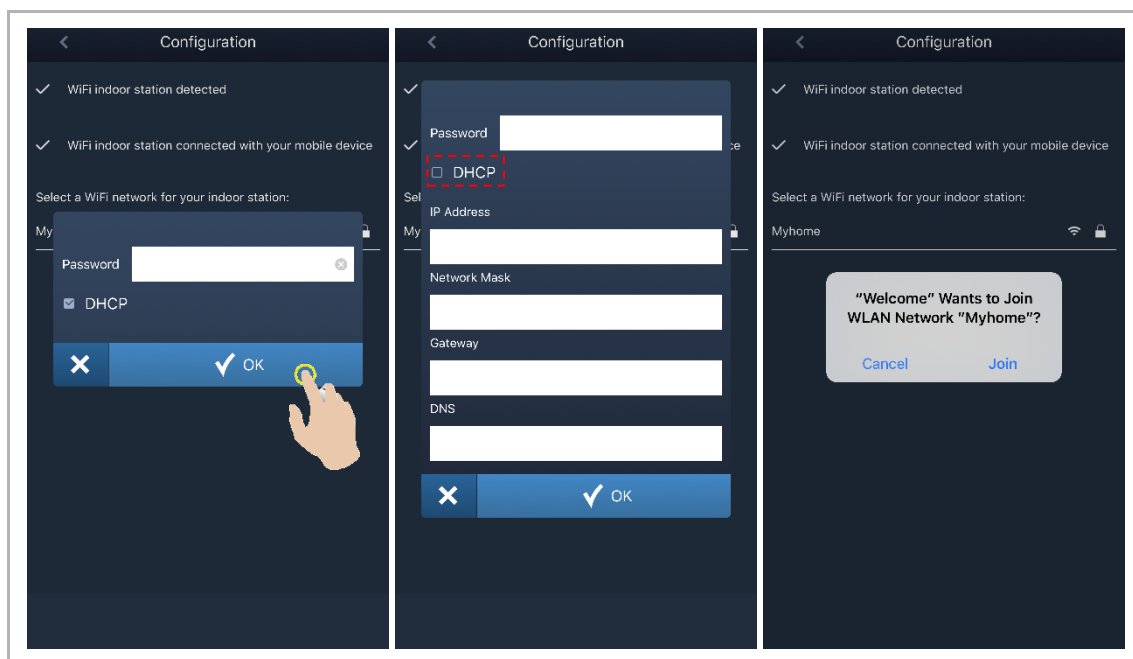 Configuration
WiFi indoor station detected
WiFi indoor station connected with your mobile device
Select a WiFi network for your indoor station:
My
Password
DHCP
OK
Configuration
Password
DHCP
IP Address
Network Mask
Gateway
DNS
OK
Configuration
WiFi indoor station detected
WiFi indoor station connected with your mobile device
Select a WiFi network for your indoor station:
Myhome
"Welcome" Wants to Join
WLAN Network "Myhome"?
Cancel
Join